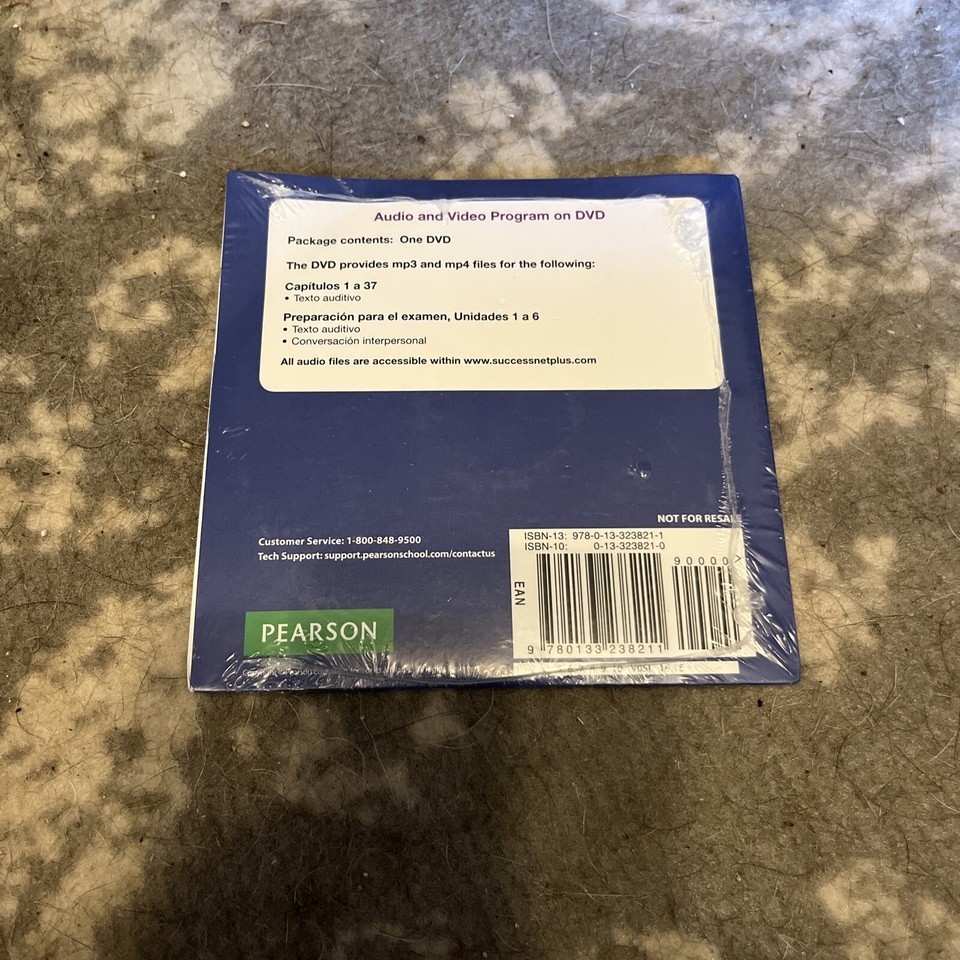 Audio and Video Program on DVD
Package contents: One DVD
The DVD provides mp3 and mp4 files for the following:
Capítulos 1 a 37
• Texto auditivo
Preparación para el examen, Unidades 1 a 6
• Texto auditivo
• Conversación interpersonal
All audio files are accessible within www.successnetplus.com
NOT FOR RESALE
Customer Service: 1-800-848-9500
Tech Support: support.pearsonschool.com/contactus
ISBN-13: 978-0-13-323821-1
ISBN-10: 0-13-323821-0
90000>
EAN
9 780133 238211
PEARSON